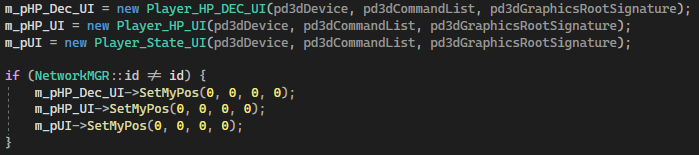 m_pHP_Dec_UI = new Player_HP_DEC_UI(pd3dDevice, pd3dCommandList, pd3dGraphicsRootSignature);
m_pHP_UI = new Player_HP_UI(pd3dDevice, pd3dCommandList, pd3dGraphicsRootSignature);
m_pUI = new Player_State_UI(pd3dDevice, pd3dCommandList, pd3dGraphicsRootSignature);
if (NetworkMGR::id ≠ id) {
m_pHP_Dec_UI->SetMyPos(0, 0, 0, 0);
m_pHP_UI->SetMyPos(0, 0, 0, 0);
m_pUI->SetMyPos(0, 0, 0, 0);
}